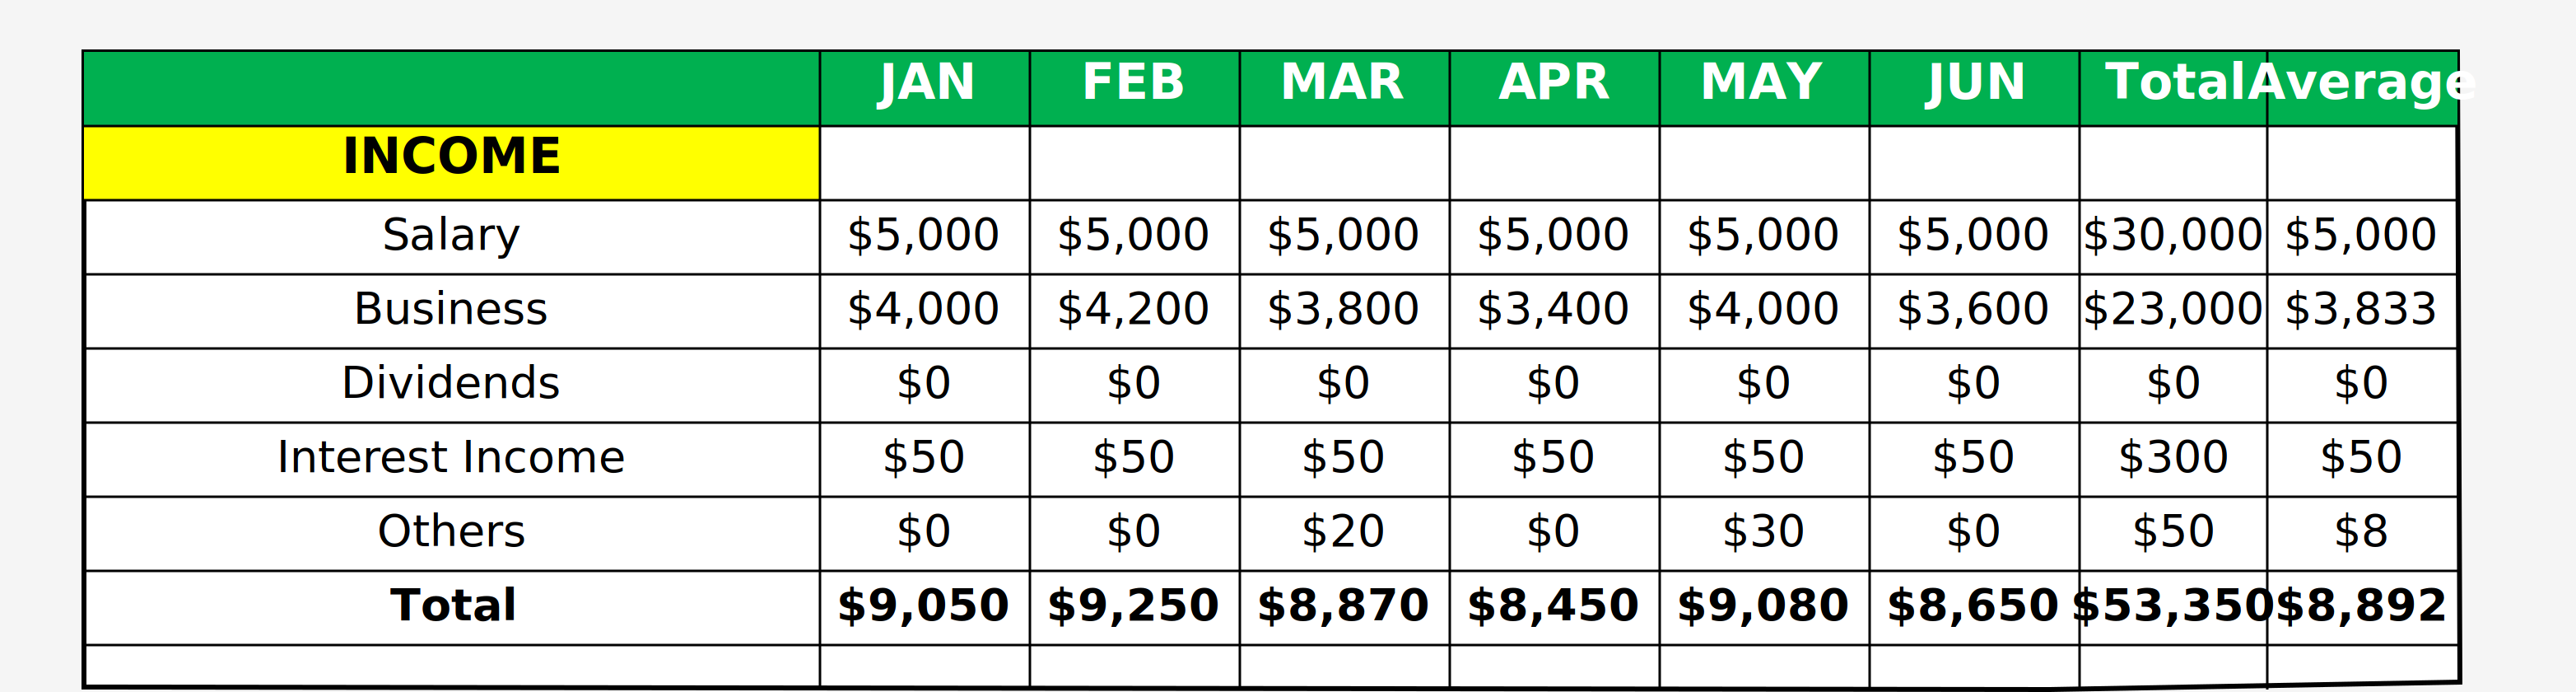 JAN FEB MAR APR MAY JUN Total Average
INCOME
Salary $5,000 $5,000 $5,000 $5,000 $5,000 $5,000 $30,000 $5,000
Business $4,000 $4,200 $3,800 $3,400 $4,000 $3,600 $23,000 $3,833
Dividends $0 $0 $0 $0 $0 $0 $0 $0
Interest Income $50 $50 $50 $50 $50 $50 $300 $50
Others $0 $0 $20 $0 $30 $0 $50 $8
Total $9,050 $9,250 $8,870 $8,450 $9,080 $8,650 $53,350 $8,892